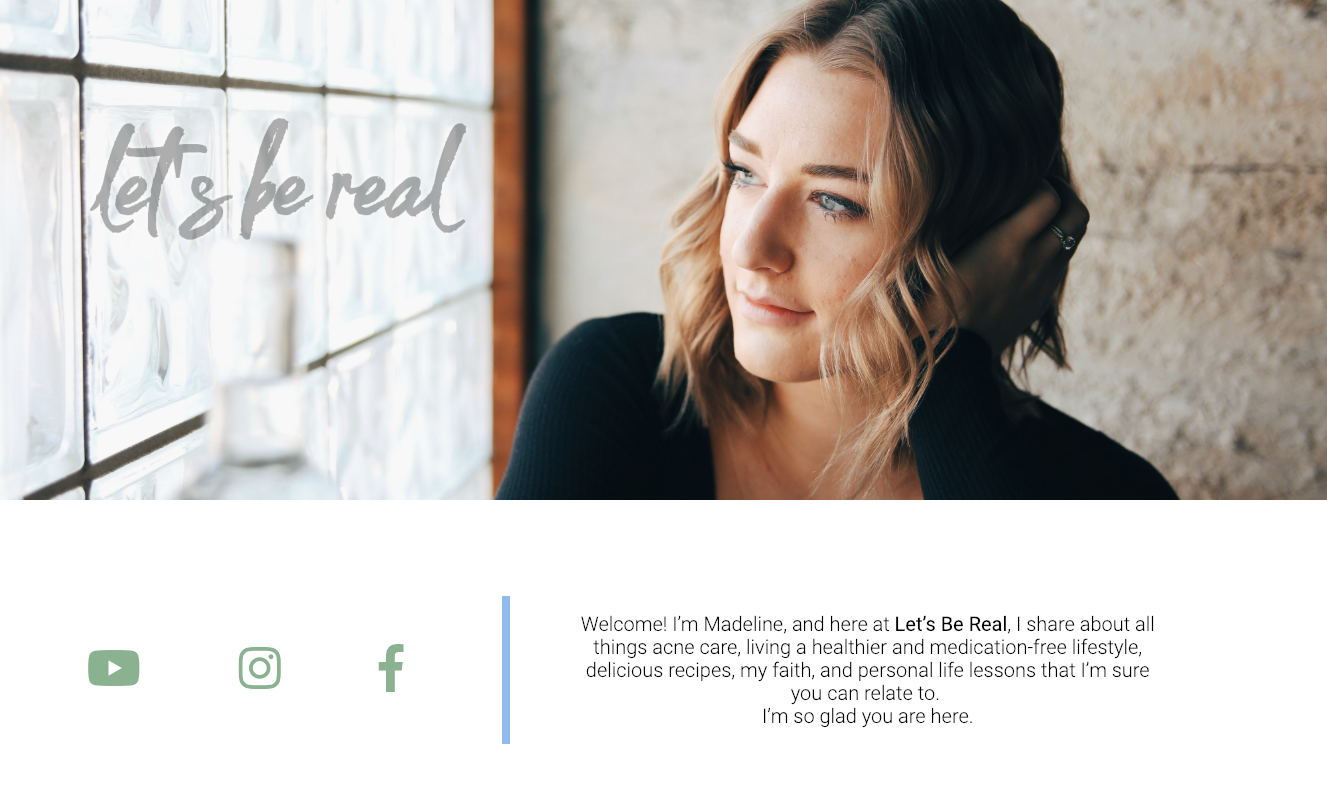 let's be real
Welcome! I’m Madeline, and here at Let’s Be Real, I share about all
things acne care, living a healthier and medication-free lifestyle,
delicious recipes, my faith, and personal life lessons that I’m sure
you can relate to.
I’m so glad you are here.